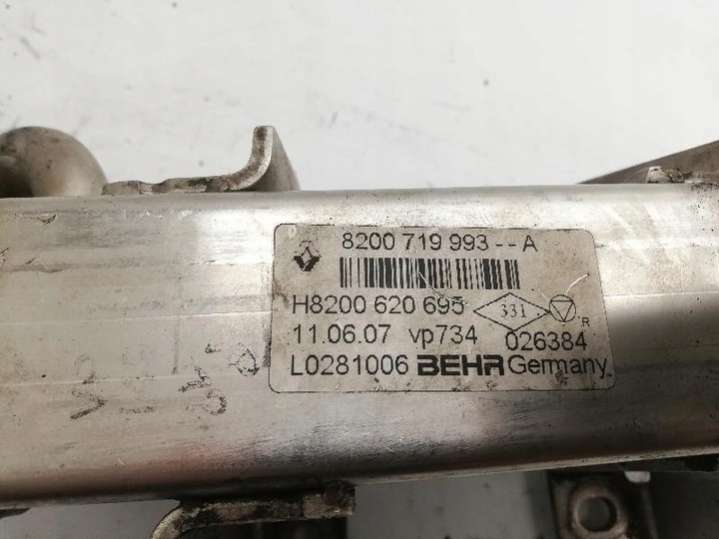 8200 719 993 -- A
H8200 620 695 331
R
11.06.07 vp734 026384
L0281006 BEHR Germany